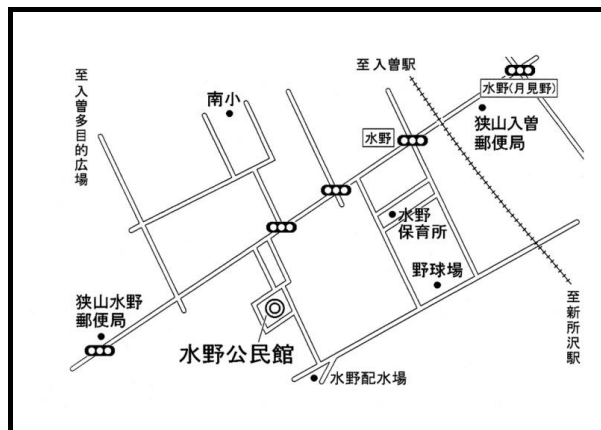 至入曽多目的広場
南小
至入曽駅
水野(月見野)
水野
狭山入曽
郵便局
水野
保育所
野球場
狭山水野
郵便局
水野公民館
水野配水場
至新所沢駅